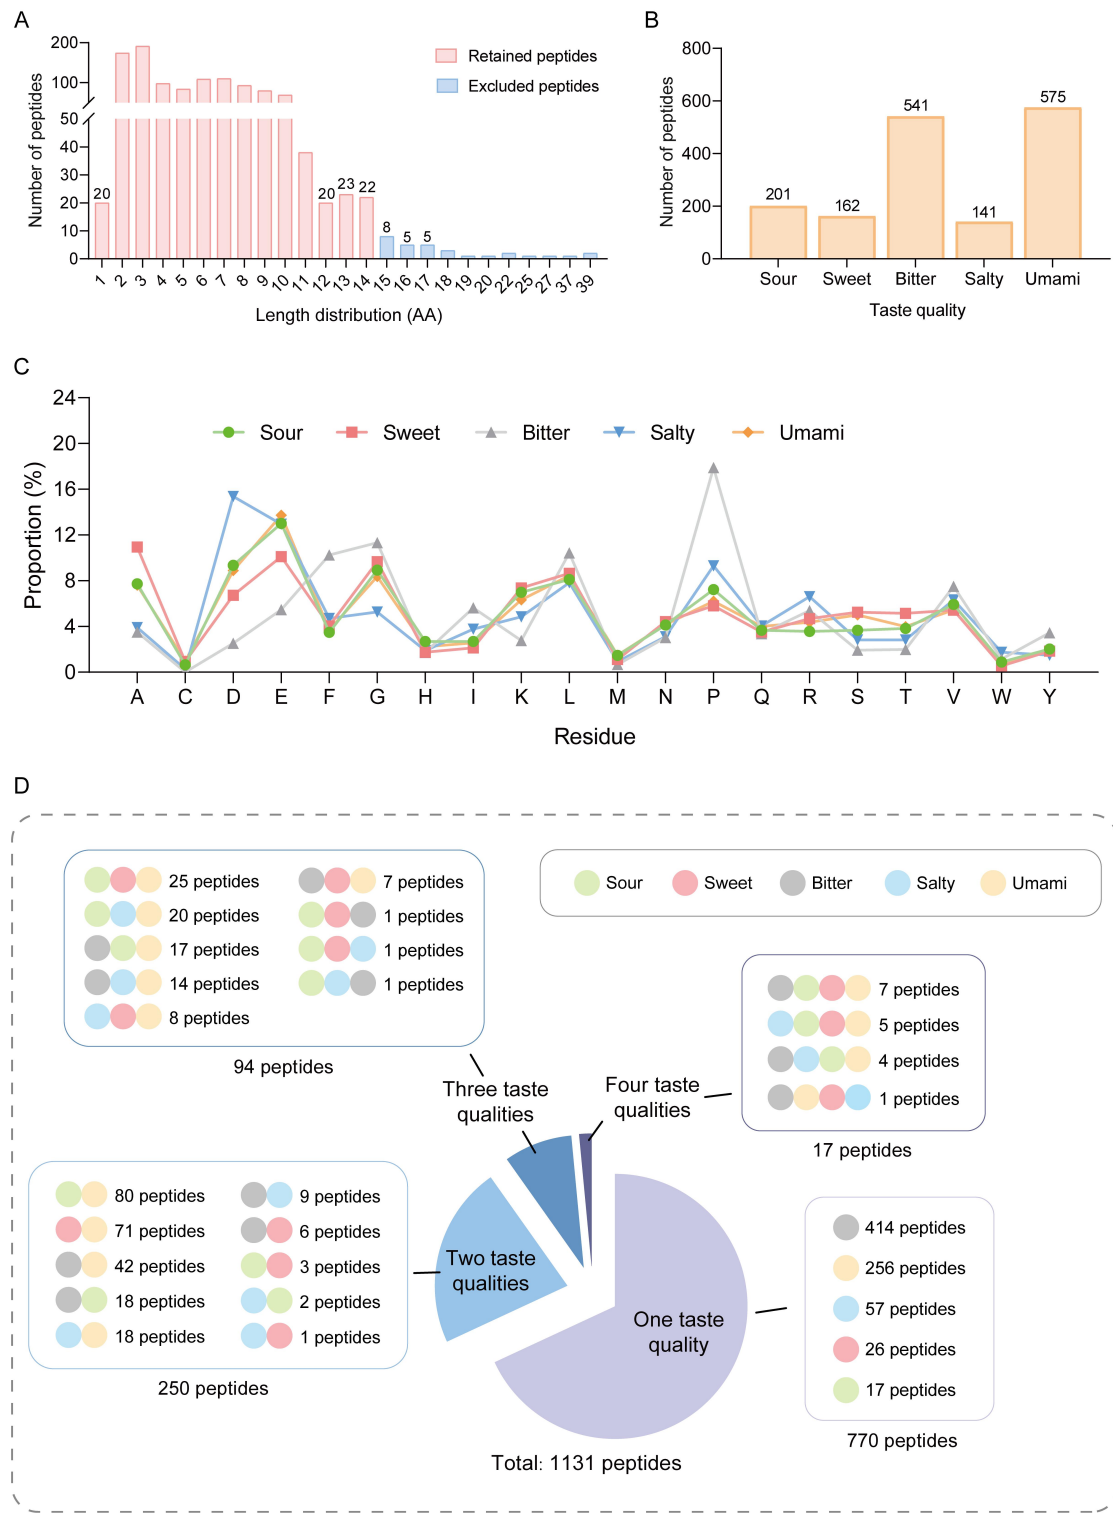 A
Number of peptides
200
100
50
40
30
20
10
0
20
20
23
22
8
5
5
Retained peptides
Excluded peptides
1 2 3 4 5 6 7 8 9 10 11 12 13 14 15 16 17 18 19 20 22 25 27 37 39
Length distribution (AA)
B
Number of peptides
800
600
400
200
0
201
162
541
141
575
Sour Sweet Bitter Salty Umami
Taste quality
C
Proportion (%)
24
20
16
12
8
4
0
Sour Sweet Bitter Salty Umami
A C D E F G H I K L M N P Q R S T V W Y
Residue
D
25 peptides
20 peptides
17 peptides
14 peptides
8 peptides
7 peptides
1 peptides
1 peptides
1 peptides
94 peptides
Sour Sweet Bitter Salty Umami
7 peptides
5 peptides
4 peptides
1 peptides
17 peptides
Three taste
qualities
Four taste
qualities
80 peptides
71 peptides
42 peptides
18 peptides
18 peptides
9 peptides
6 peptides
3 peptides
2 peptides
1 peptides
250 peptides
Two taste
qualities
One taste
quality
414 peptides
256 peptides
57 peptides
26 peptides
17 peptides
770 peptides
Total: 1131 peptides